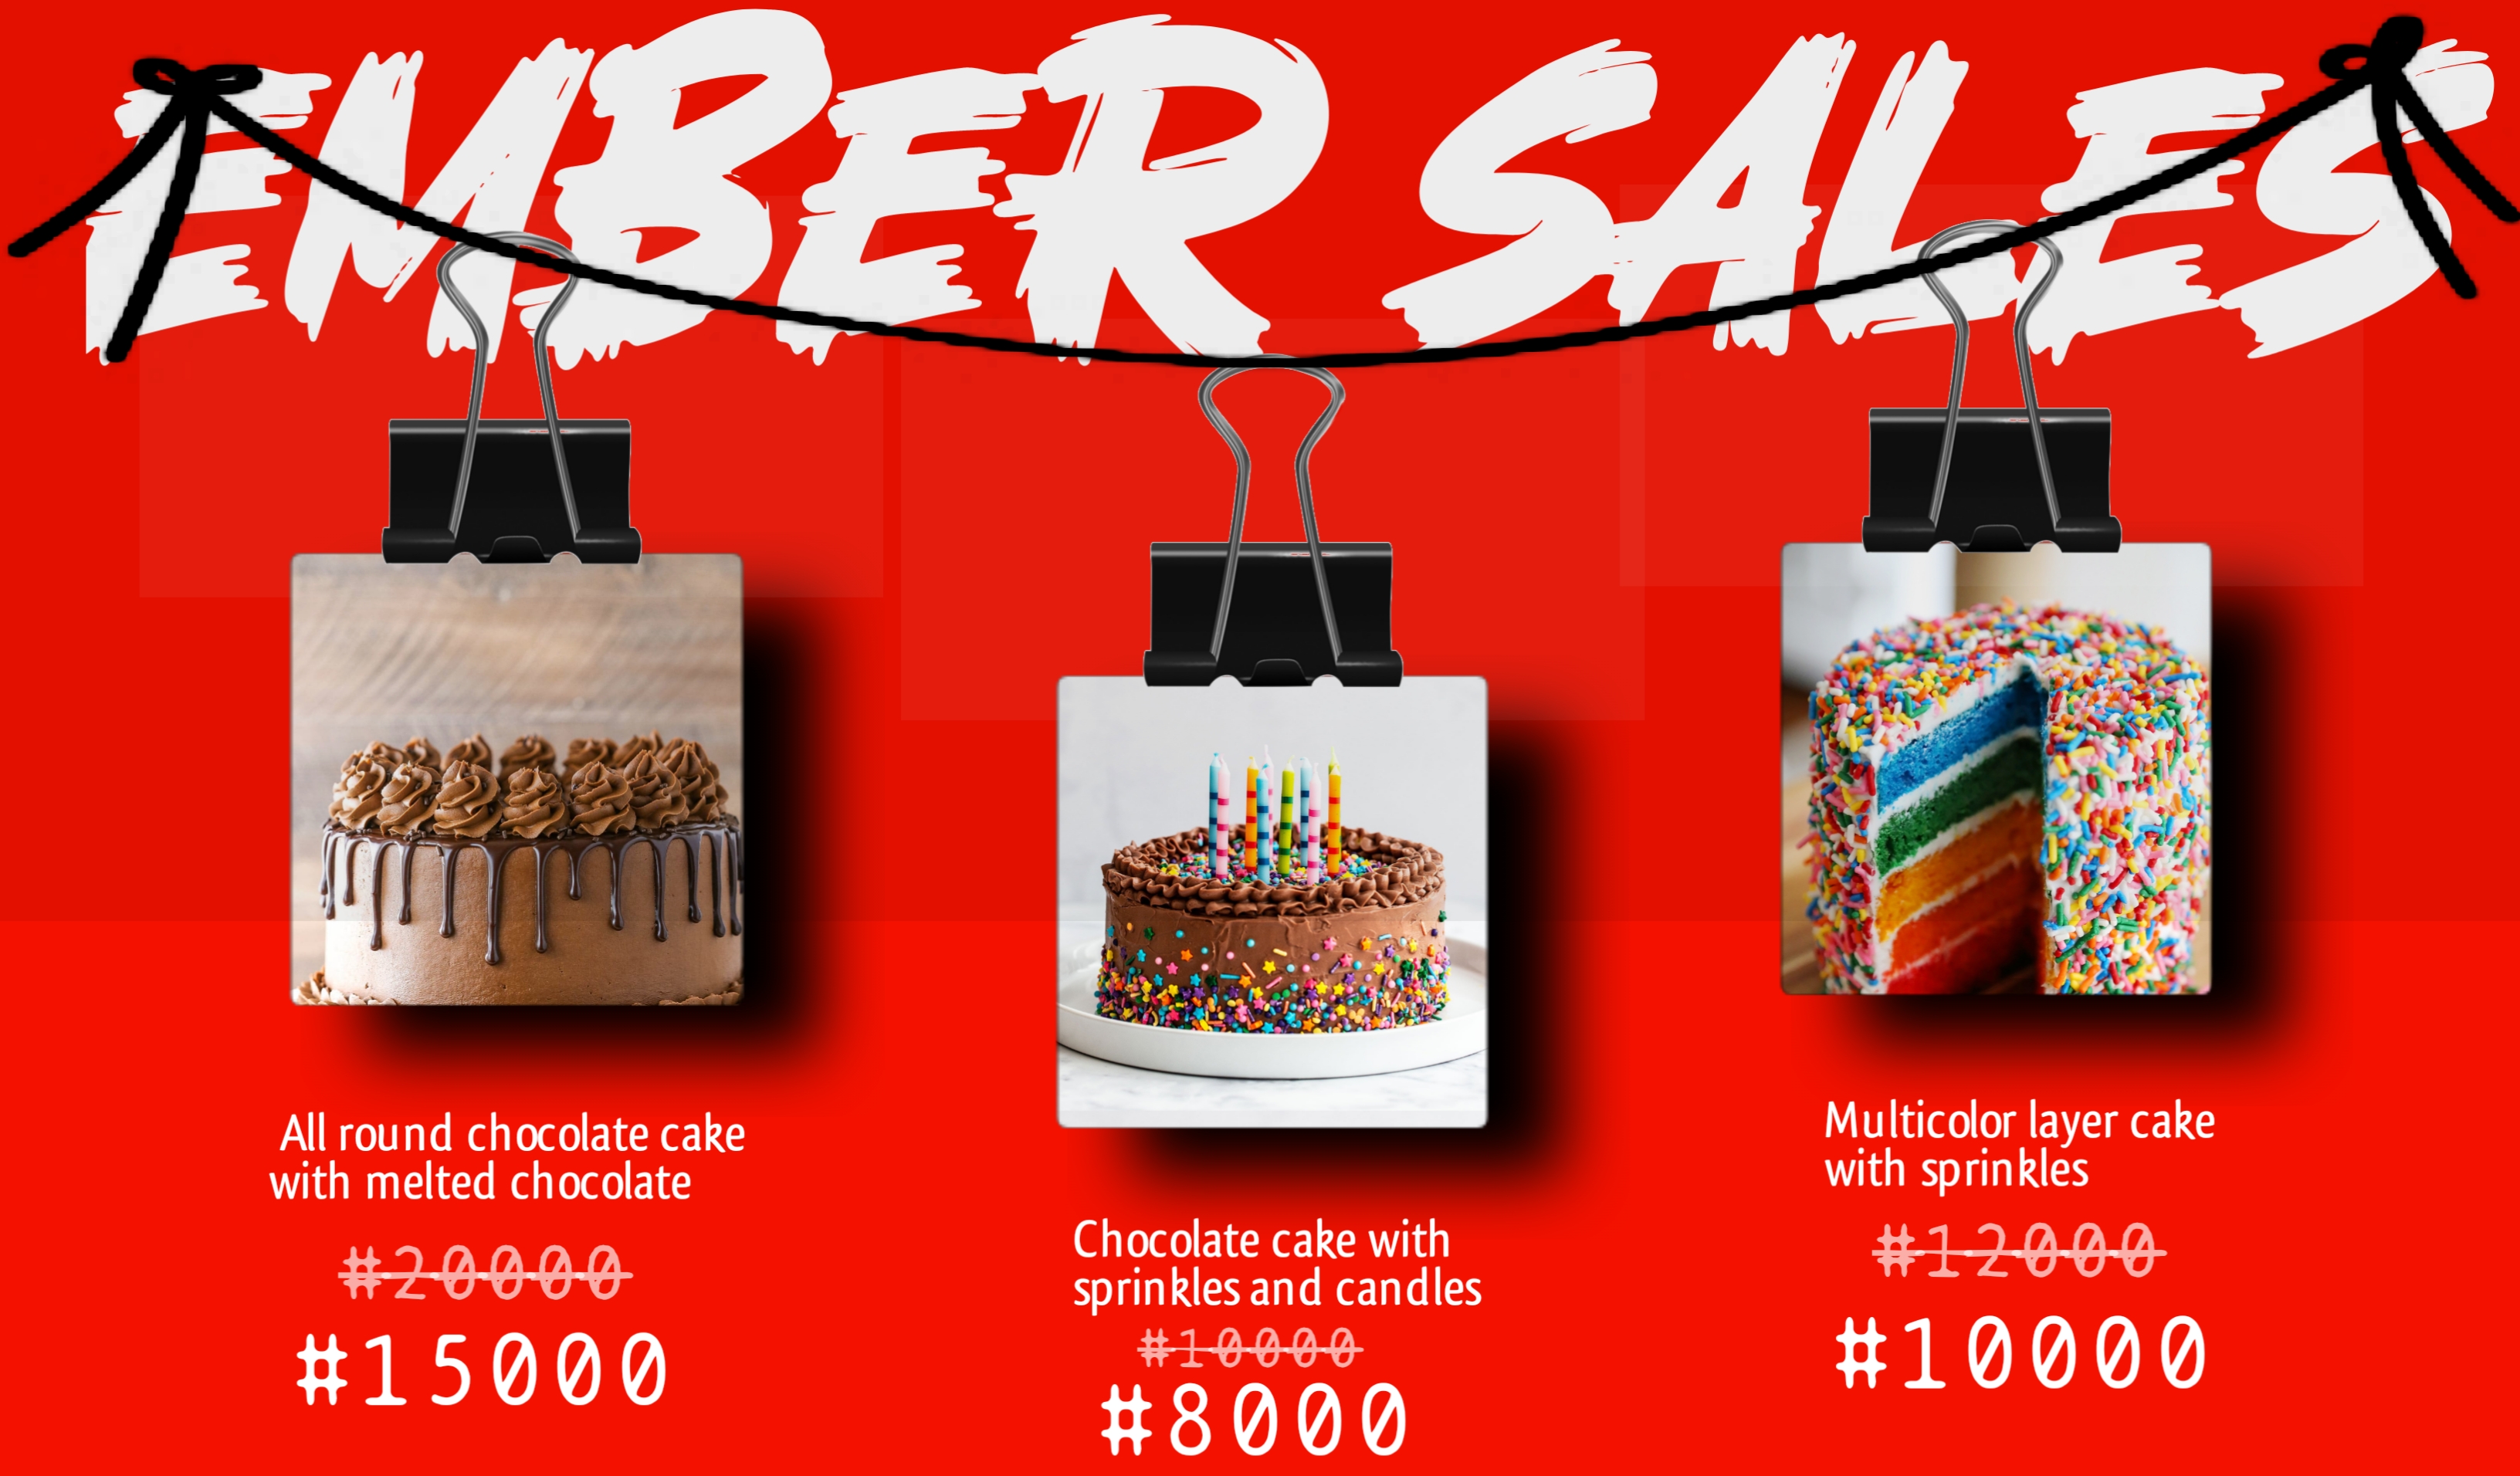 EMBER SALES
All round chocolate cake
with melted chocolate
#20000
#15000
Chocolate cake with
sprinkles and candles
#10000
#8000
Multicolor layer cake
with sprinkles
#12000
#10000